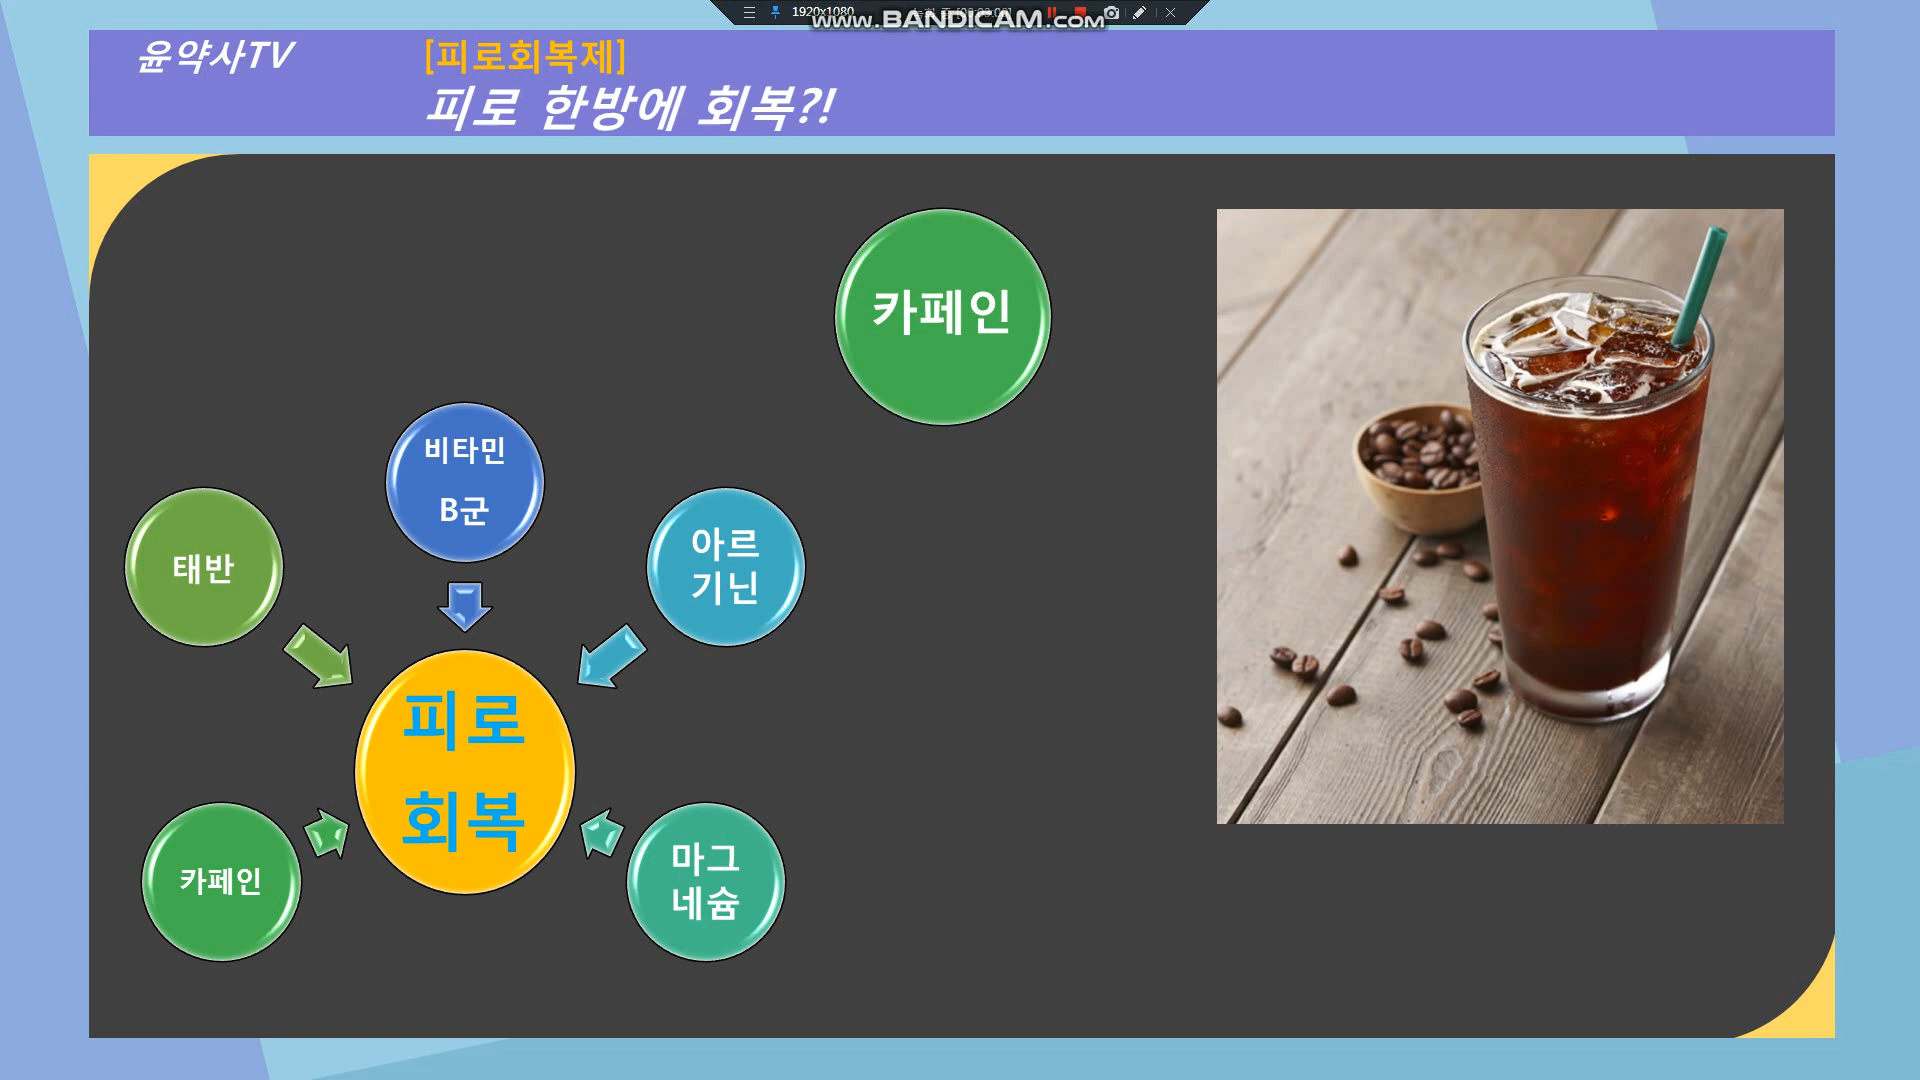 1920x1080
www.BANDICAM.com
윤약사TV
[피로회복제]
피로 한방에 회복?!
카페인
비타민
B군
태반
아르
기닌
피로
회복
카페인
마그
네슘